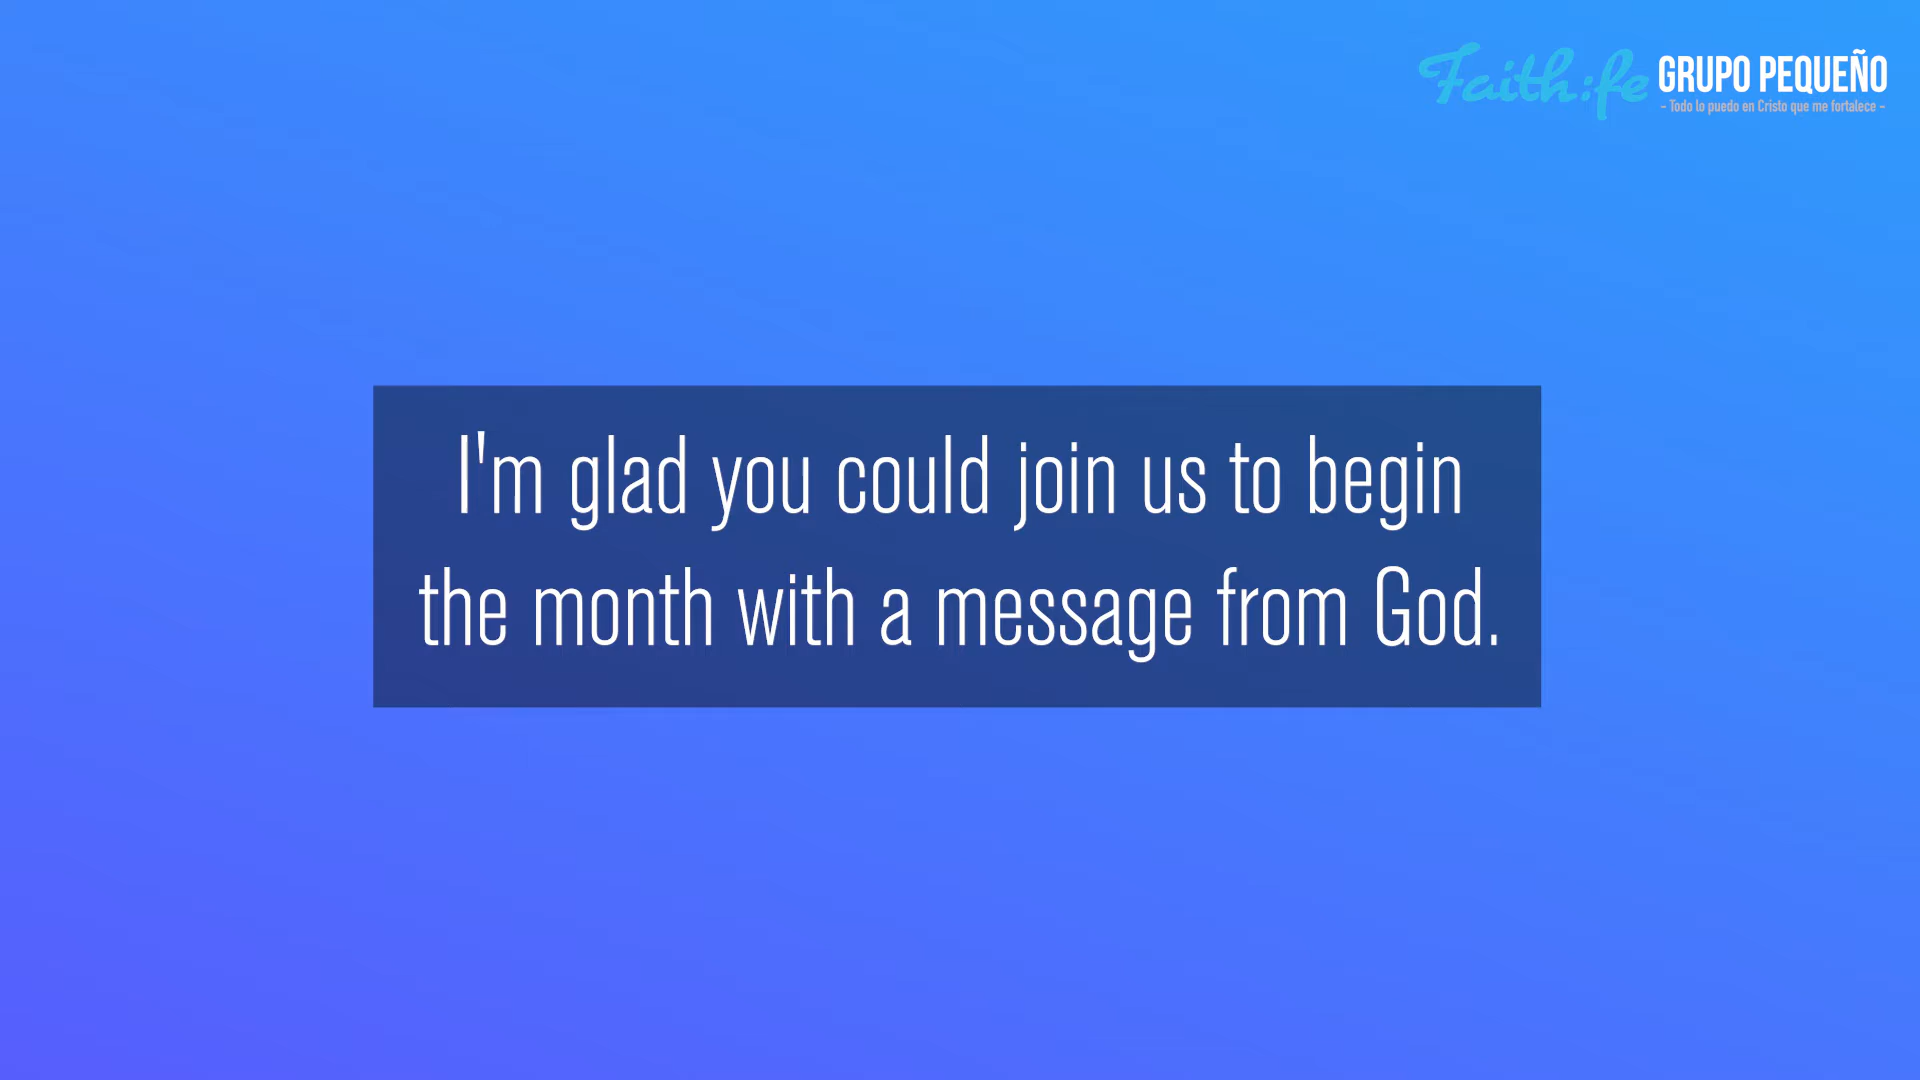 Faith:fe GRUPO PEQUEÑO
- Todo lo puedo en Cristo que me fortalece -
I'm glad you could join us to begin
the month with a message from God.